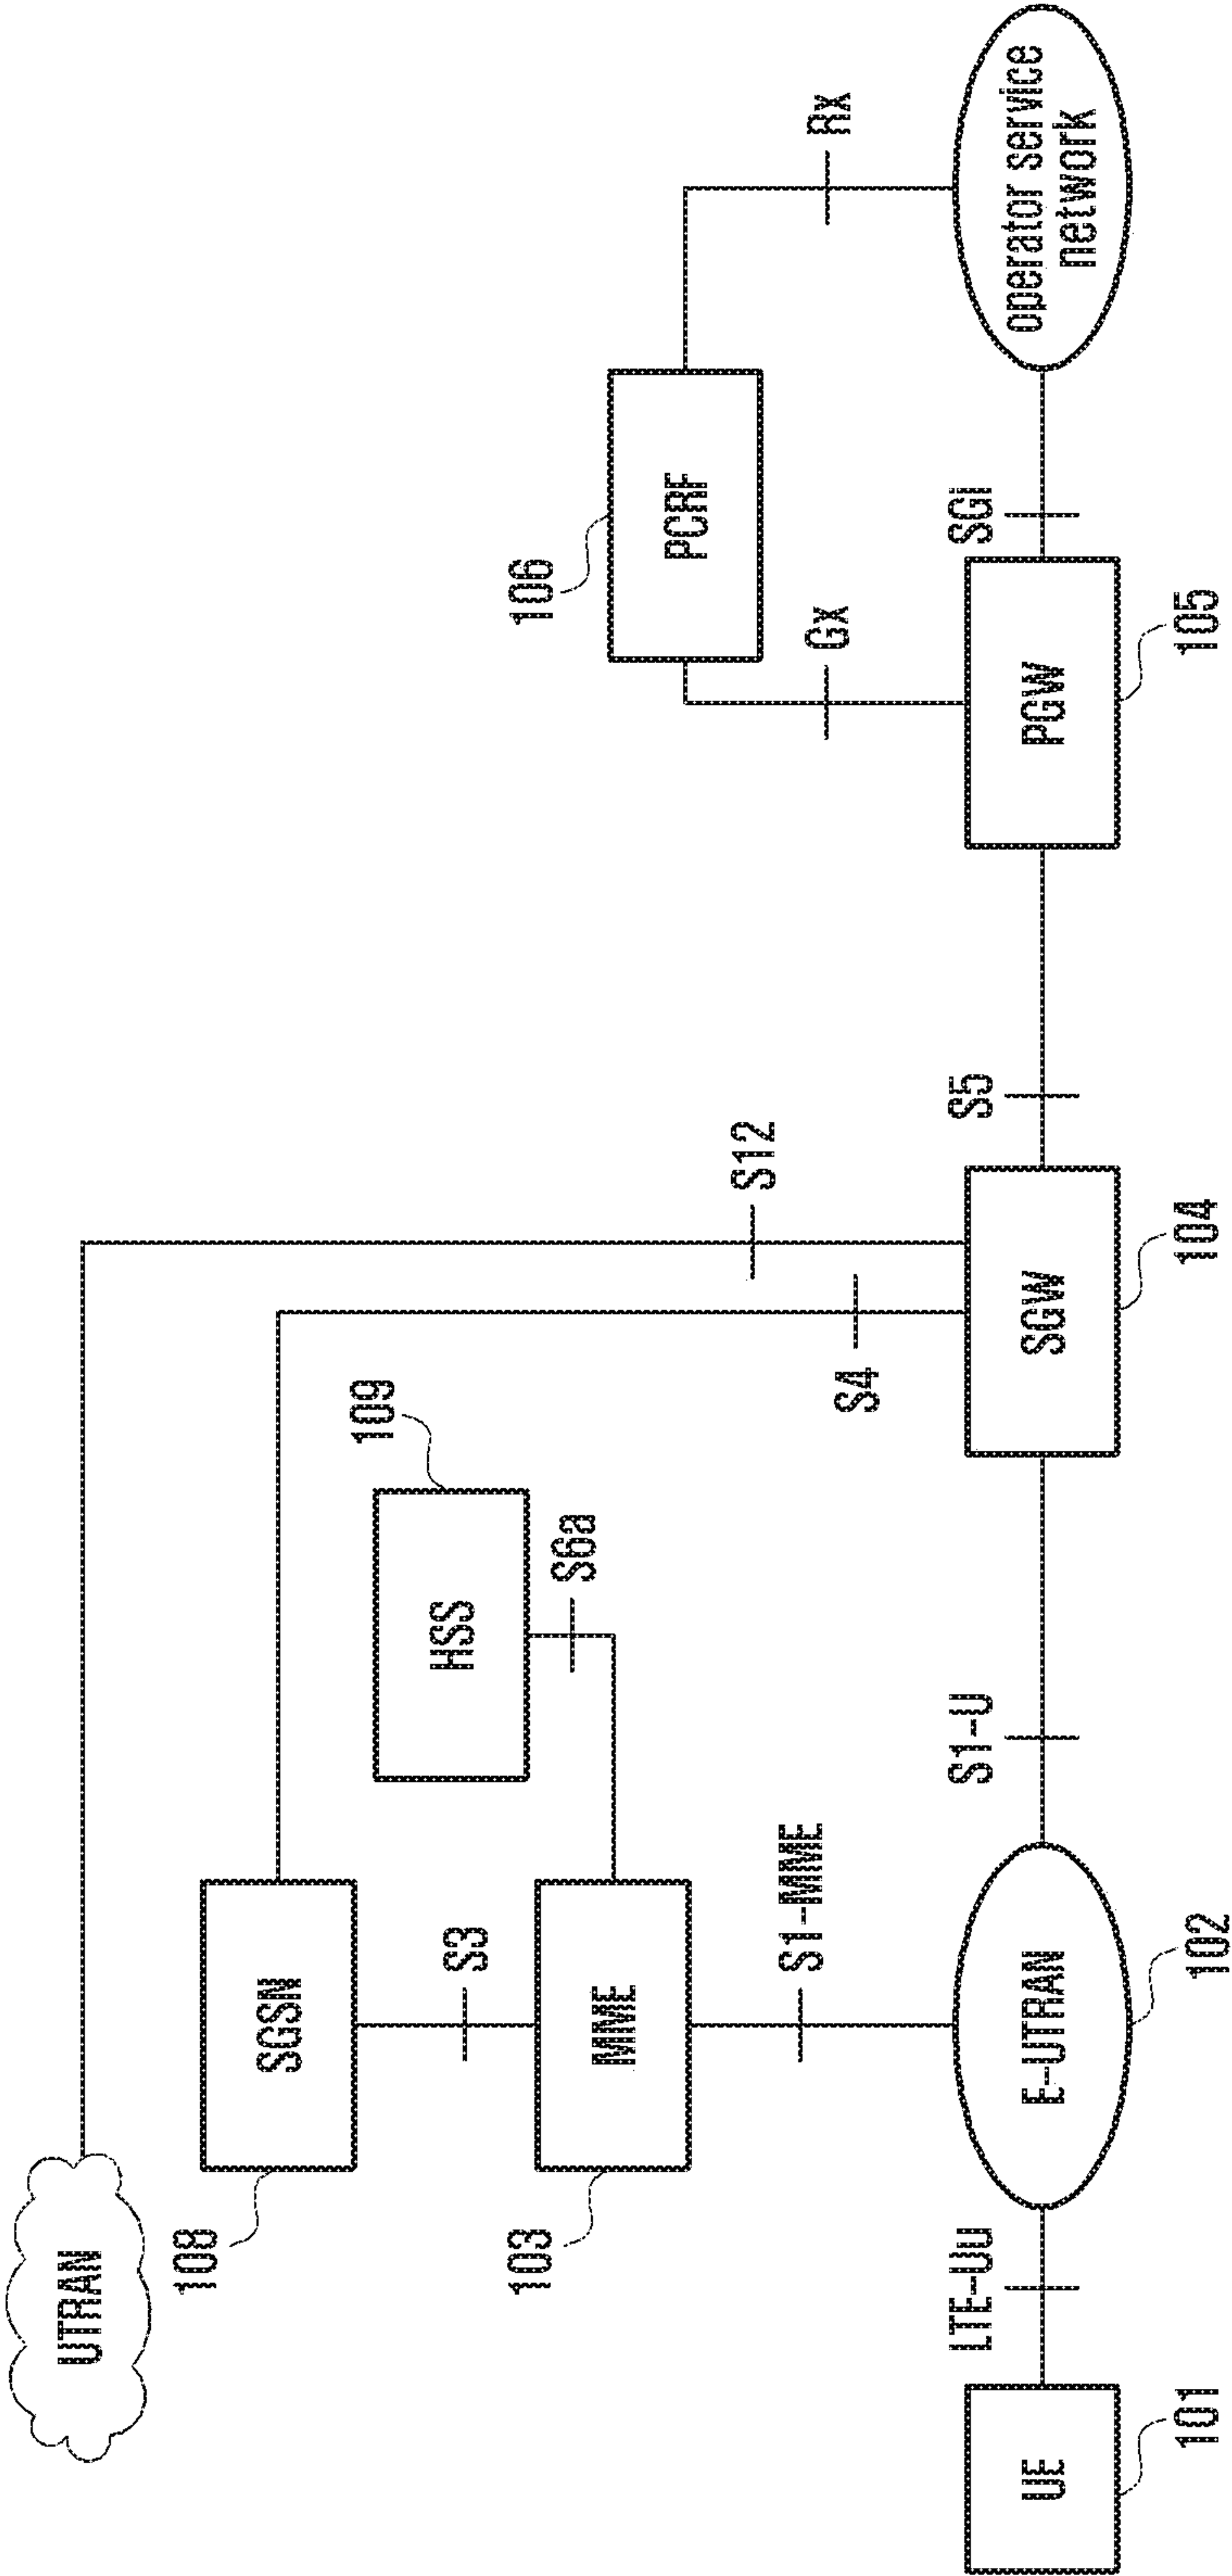 UTRAN
108
SGSN
S3
109
HSS
S6a
103
MME
S1-MME
S4
S12
106
PCRF
Gx
Rx
LTE-Uu
S1-U
S5
SGi
UE
E-UTRAN
SGW
PGW
operator service
network
101
102
104
105